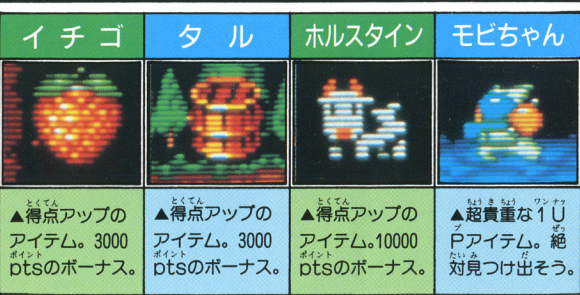 イチゴ
タル
ホルスタイン
モビちゃん
▲得点アップの
アイテム。3000
ptsのボーナス。
▲得点アップの
アイテム。3000
ptsのボーナス。
▲得点アップの
アイテム。10000
ptsのボーナス。
▲超貴重な1U
Pアイテム。絶
対見つけ出そう。